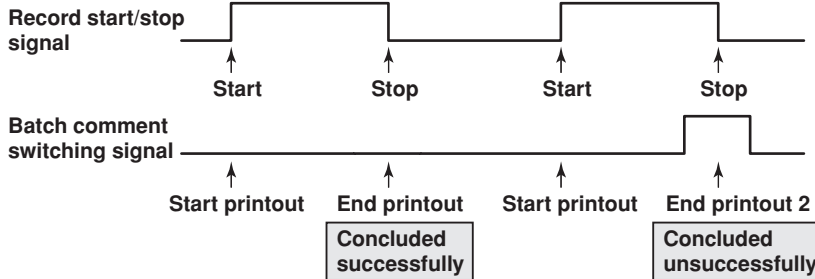 Record start/stop
signal
Start Stop Start Stop
Batch comment
switching signal
Start printout End printout Start printout End printout 2
Concluded
successfully
Concluded
unsuccessfully